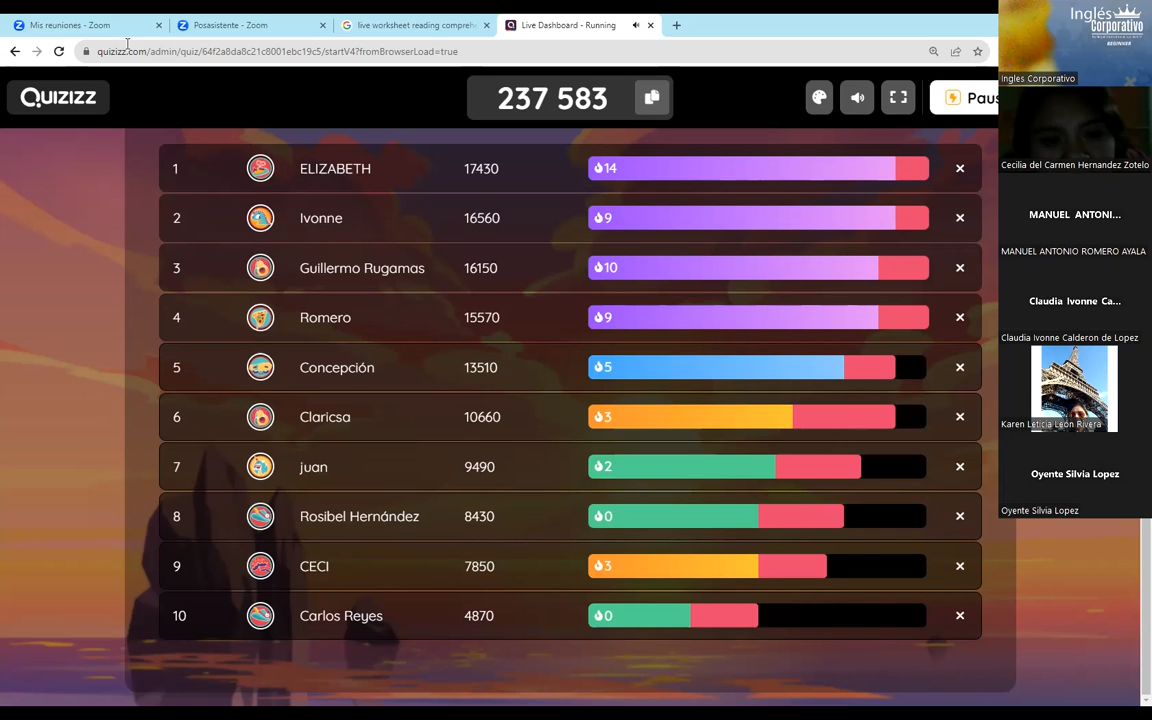 Mis reuniones - Zoom
Posasistente - Zoom
live worksheet reading comprehe
Live Dashboard - Running
quizizz.com/admin/quiz/64f2a8da8c21c8001ebc19c5/startV4?fromBrowserLoad=true
Quizizz
237 583
Paus
1 ELIZABETH 17430 14
2 Ivonne 16560 9
3 Guillermo Rugamas 16150 10
4 Romero 15570 9
5 Concepción 13510 5
6 Claricsa 10660 3
7 juan 9490 2
8 Rosibel Hernández 8430 0
9 CECI 7850 3
10 Carlos Reyes 4870 0
Inglés
Corporativo
BEGINNER
Ingles Corporativo
Cecilia del Carmen Hernandez Zotelo
MANUEL ANTONI...
MANUEL ANTONIO ROMERO AYALA
Claudia Ivonne Ca...
Claudia Ivonne Calderon de Lopez
Karen Leticia León Rivera
Oyente Silvia Lopez
Oyente Silvia Lopez